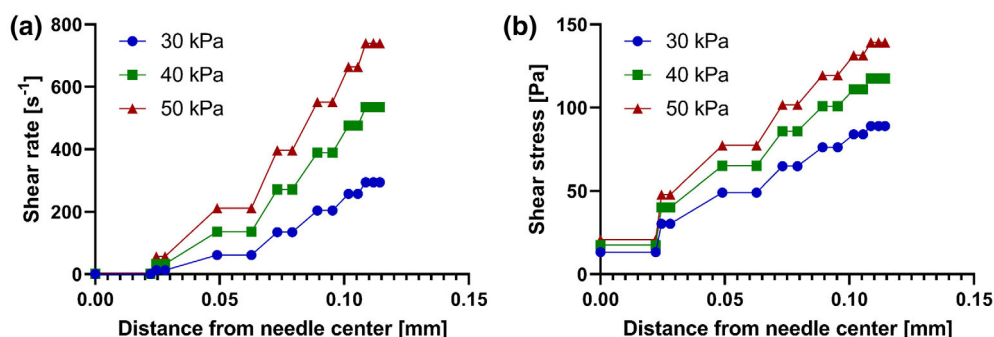 (a)
Shear rate [s⁻¹]
800
600
400
200
0
30 kPa
40 kPa
50 kPa
0.00 0.05 0.10 0.15
Distance from needle center [mm]
(b)
Shear stress [Pa]
150
100
50
0
30 kPa
40 kPa
50 kPa
0.00 0.05 0.10 0.15
Distance from needle center [mm]